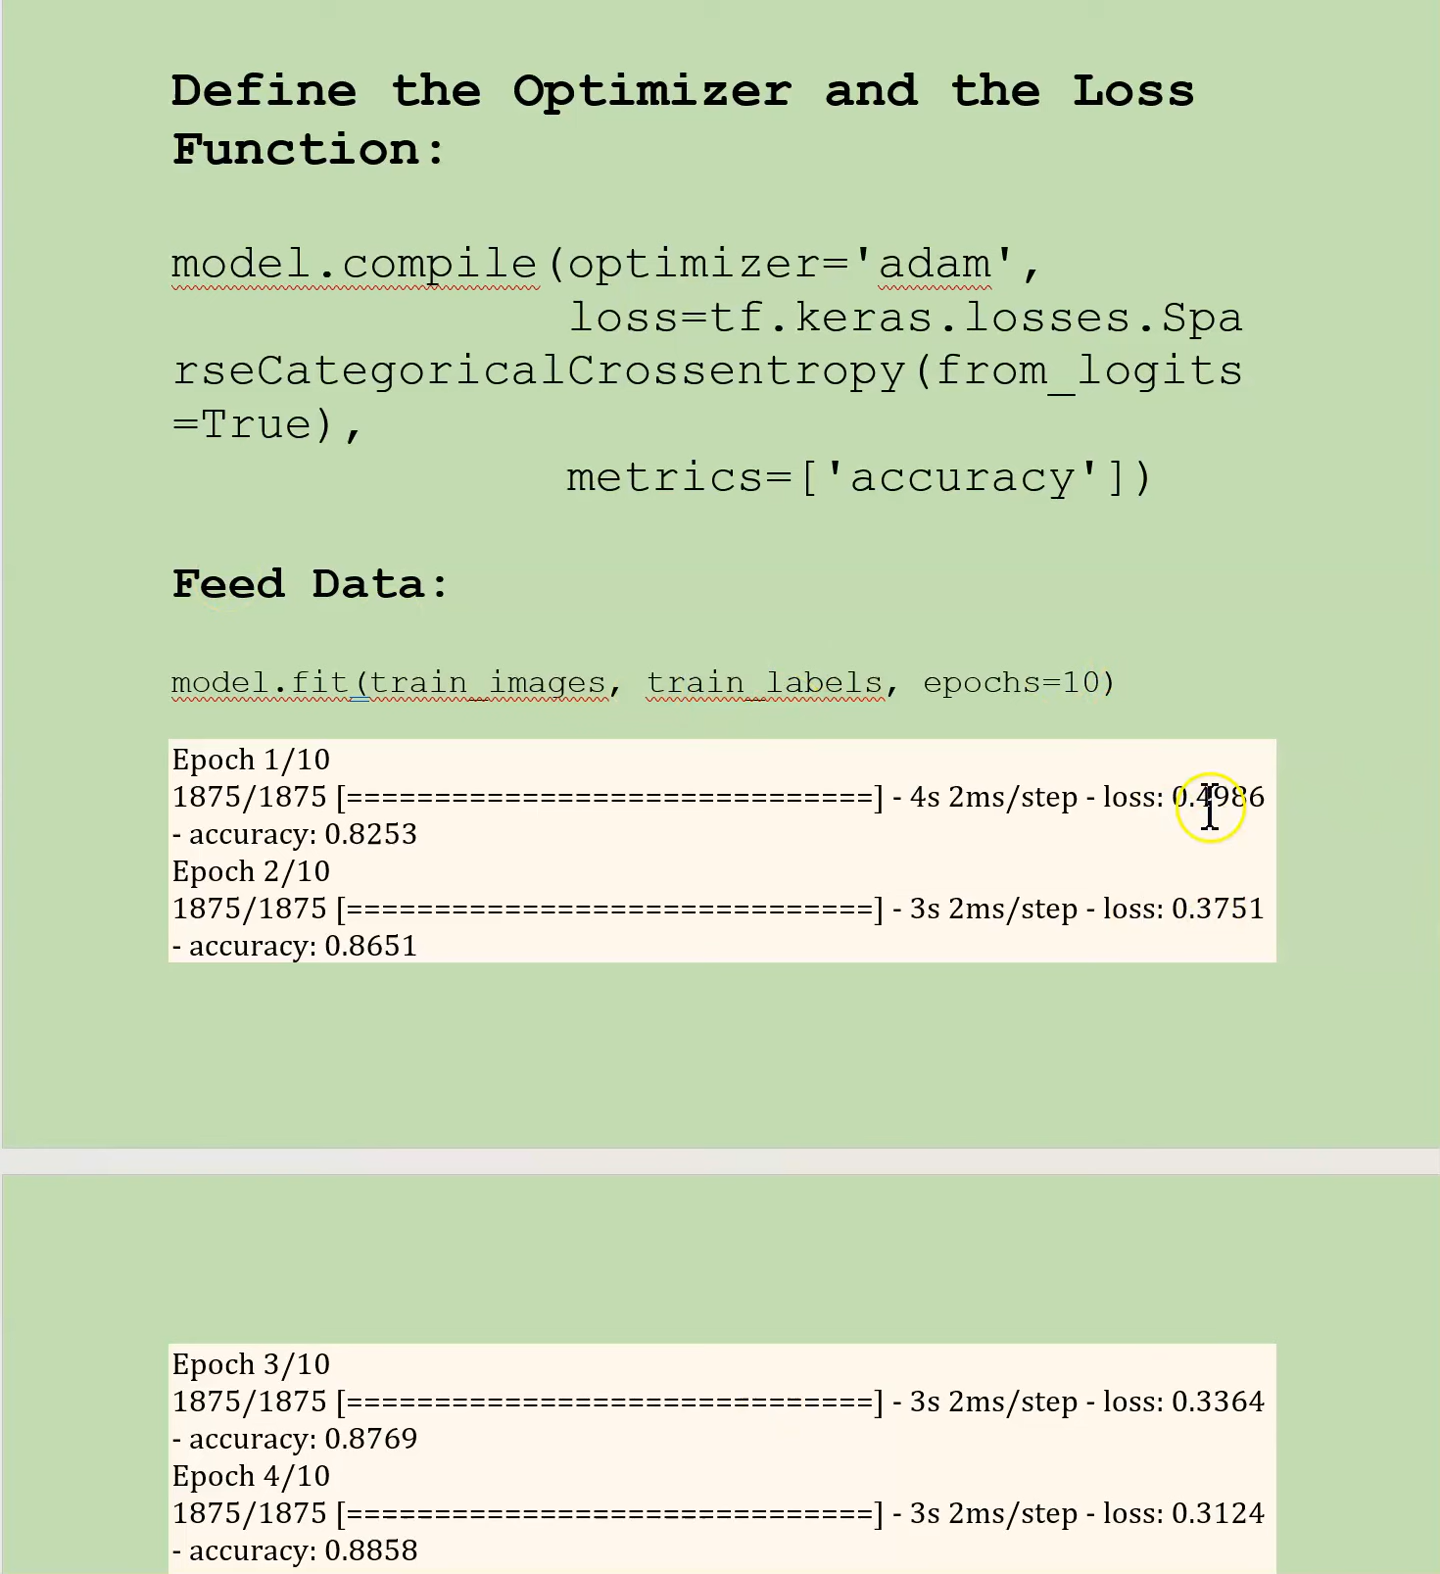 Define the Optimizer and the Loss
Function:
model.compile(optimizer='adam',
loss=tf.keras.losses.Spa
rseCategoricalCrossentropy(from_logits
=True),
metrics=['accuracy'])
Feed Data:
model.fit(train_images, train_labels, epochs=10)
Epoch 1/10
1875/1875 [==============================] - 4s 2ms/step - loss: 0.4986
- accuracy: 0.8253
Epoch 2/10
1875/1875 [==============================] - 3s 2ms/step - loss: 0.3751
- accuracy: 0.8651
Epoch 3/10
1875/1875 [==============================] - 3s 2ms/step - loss: 0.3364
- accuracy: 0.8769
Epoch 4/10
1875/1875 [==============================] - 3s 2ms/step - loss: 0.3124
- accuracy: 0.8858